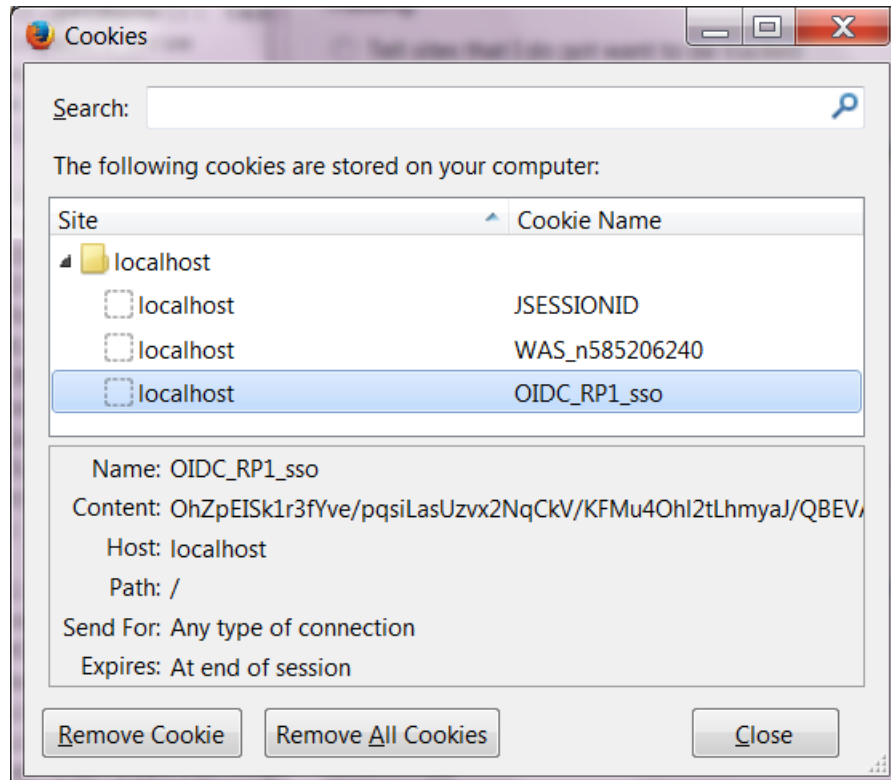 Cookies
Search:
The following cookies are stored on your computer:
Site Cookie Name
localhost
localhost JSESSIONID
localhost WAS_n585206240
localhost OIDC_RP1_sso
Name: OIDC_RP1_sso
Content: OhZpEISk1r3fYve/pqsiLasUzvx2NqCkV/KFMu4OhI2tLhmyaJ/QBEV
Host: localhost
Path: /
Send For: Any type of connection
Expires: At end of session
Remove Cookie Remove All Cookies Close